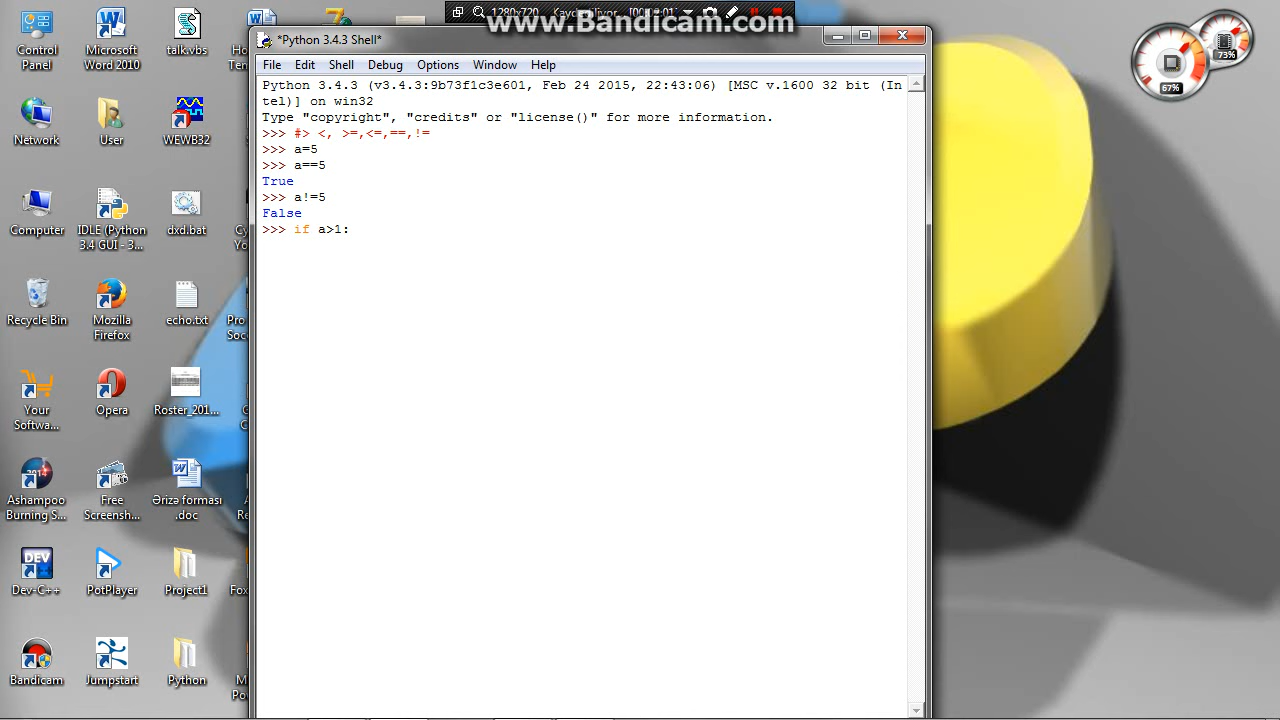 www.Bandicam.com
1280x720
*Python 3.4.3 Shell*
File Edit Shell Debug Options Window Help
Python 3.4.3 (v3.4.3:9b73f1c3e601, Feb 24 2015, 22:43:06) [MSC v.1600 32 bit (In
tel)] on win32
Type "copyright", "credits" or "license()" for more information.
>>> #> <, >=,<=,==,!=
>>> a=5
>>> a==5
True
>>> a!=5
False
>>> if a>1:
Control
Panel
Microsoft
Word 2010
talk.vbs
Network
User
WEWB32
Computer
IDLE (Python
3.4 GUI - 3...
dxd.bat
Recycle Bin
Mozilla
Firefox
echo.txt
Your
Softwa...
Opera
Roster_201...
Ashampoo
Burning S...
Free
Screensh...
Ərizə forması
.doc
Dev-C++
PotPlayer
Project1
Bandicam
Jumpstart
Python
67%
73%